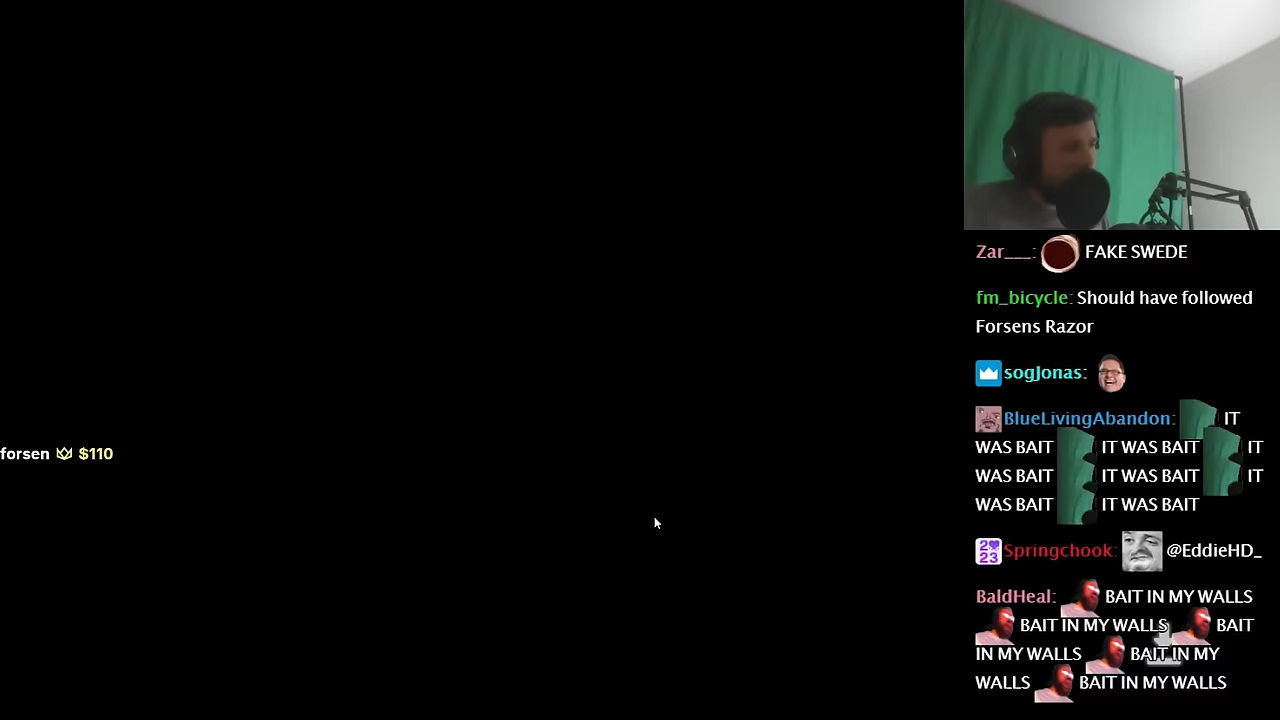 Zar___: FAKE SWEDE
fm_bicycle: Should have followed
Forsens Razor
sogJonas:
BlueLivingAbandon: IT
WAS BAIT IT WAS BAIT IT
WAS BAIT IT WAS BAIT IT
WAS BAIT IT WAS BAIT
forsen $110
2023 Springchook: @EddieHD_
BaldHeal: BAIT IN MY WALLS
BAIT IN MY WALLS BAIT
IN MY WALLS BAIT IN MY
WALLS BAIT IN MY WALLS